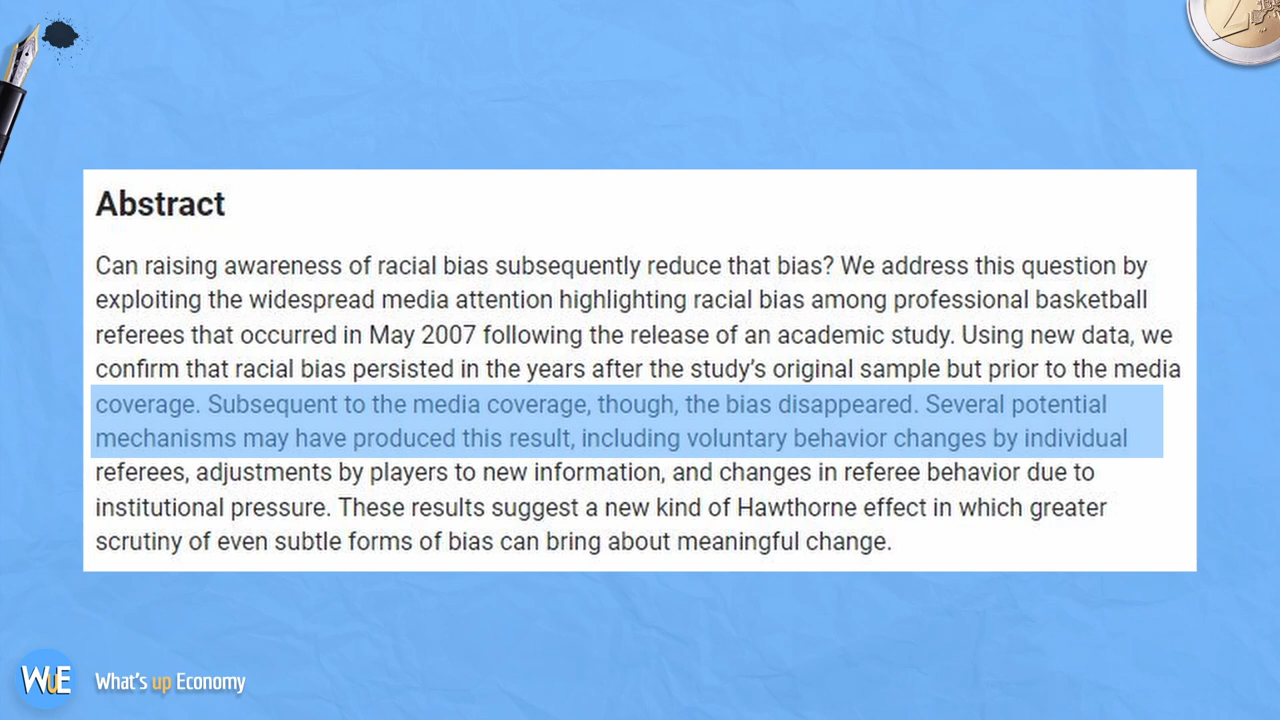 Abstract
Can raising awareness of racial bias subsequently reduce that bias? We address this question by
exploiting the widespread media attention highlighting racial bias among professional basketball
referees that occurred in May 2007 following the release of an academic study. Using new data, we
confirm that racial bias persisted in the years after the study’s original sample but prior to the media
coverage. Subsequent to the media coverage, though, the bias disappeared. Several potential
mechanisms may have produced this result, including voluntary behavior changes by individual
referees, adjustments by players to new information, and changes in referee behavior due to
institutional pressure. These results suggest a new kind of Hawthorne effect in which greater
scrutiny of even subtle forms of bias can bring about meaningful change.
WuE What's up Economy